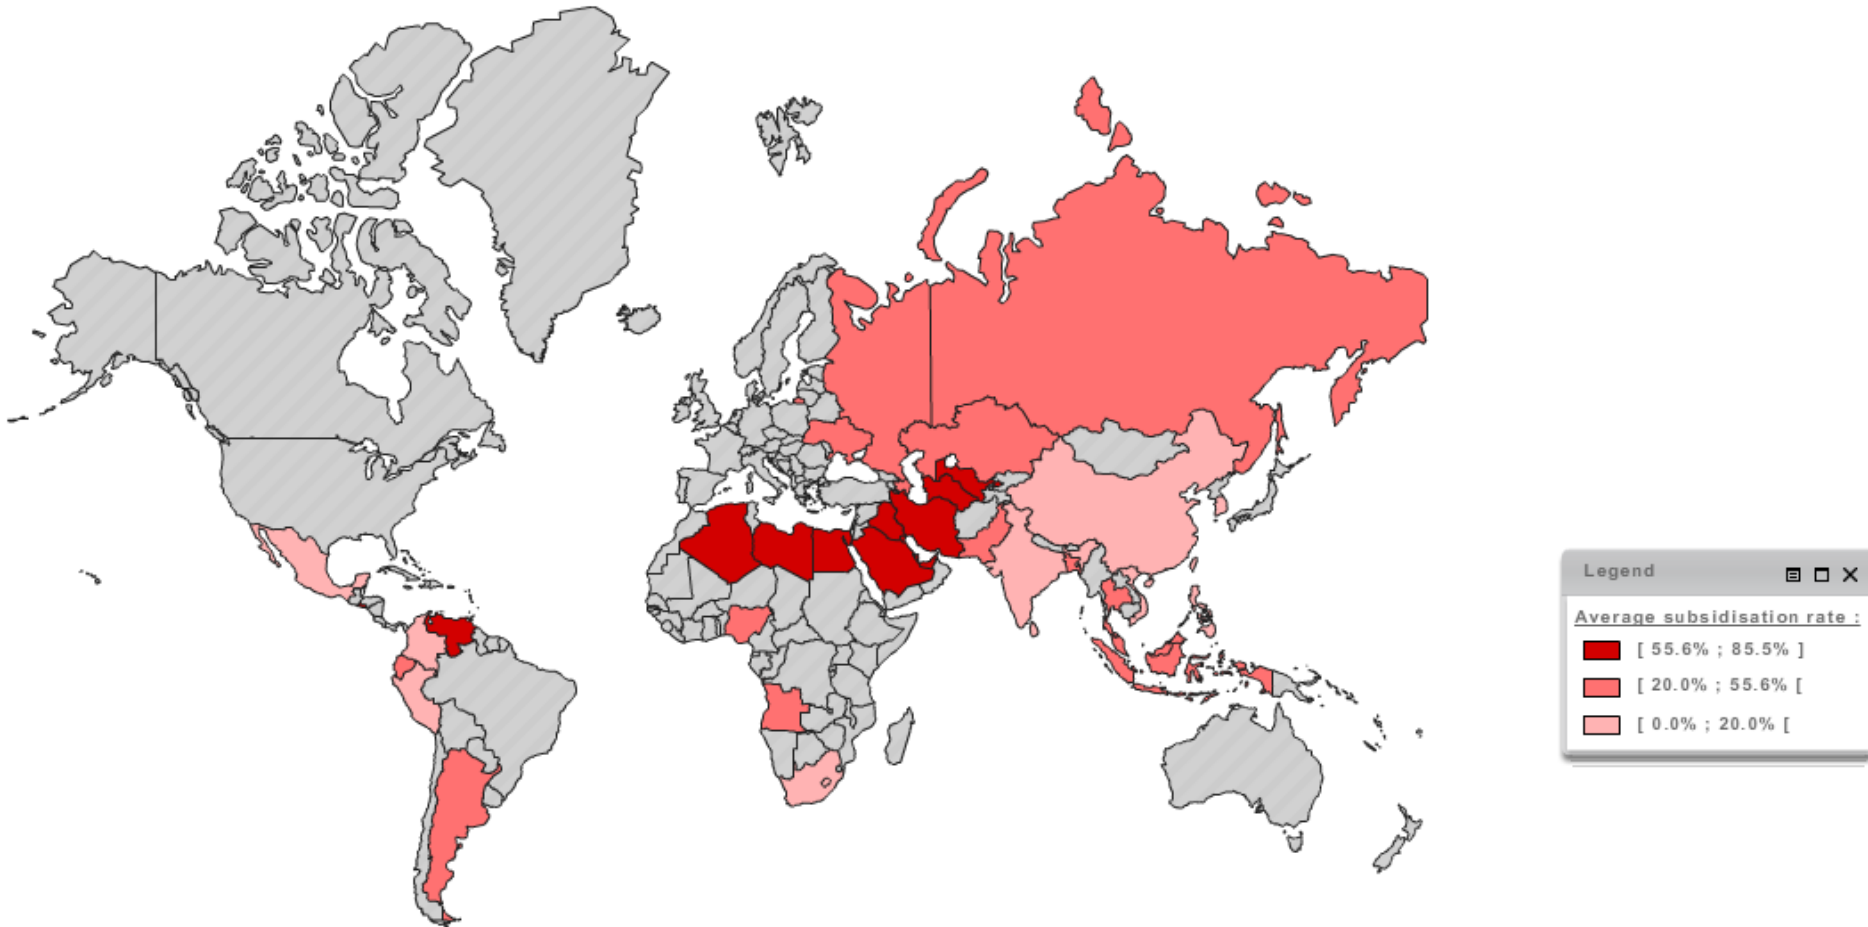 Legend
Average subsidisation rate :
[ 55.6% ; 85.5% ]
[ 20.0% ; 55.6% [
[ 0.0% ; 20.0% [